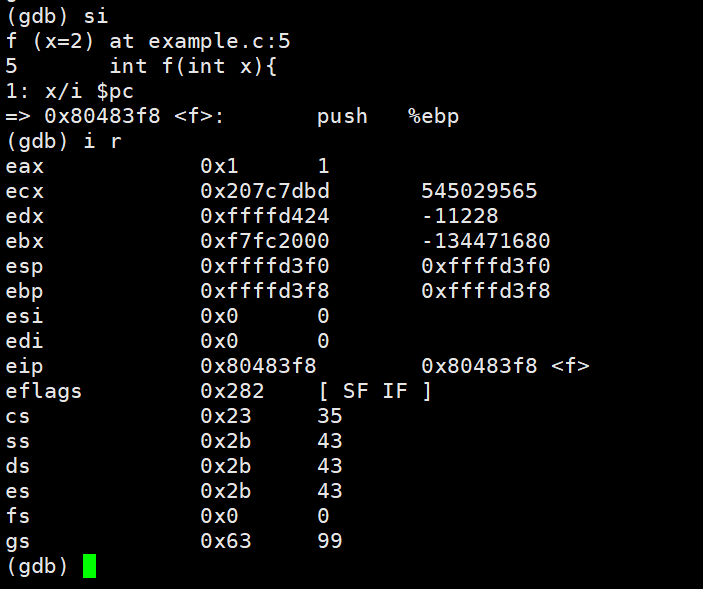 (gdb) si
f (x=2) at example.c:5
5       int f(int x){
1: x/i $pc
=> 0x80483f8 <f>:       push   %ebp
(gdb) i r
eax            0x1      1
ecx            0x207c7dbd       545029565
edx            0xffffd424       -11228
ebx            0xf7fc2000       -134471680
esp            0xffffd3f0       0xffffd3f0
ebp            0xffffd3f8       0xffffd3f8
esi            0x0      0
edi            0x0      0
eip            0x80483f8        0x80483f8 <f>
eflags         0x282    [ SF IF ]
cs             0x23     35
ss             0x2b     43
ds             0x2b     43
es             0x2b     43
fs             0x0      0
gs             0x63     99
(gdb)